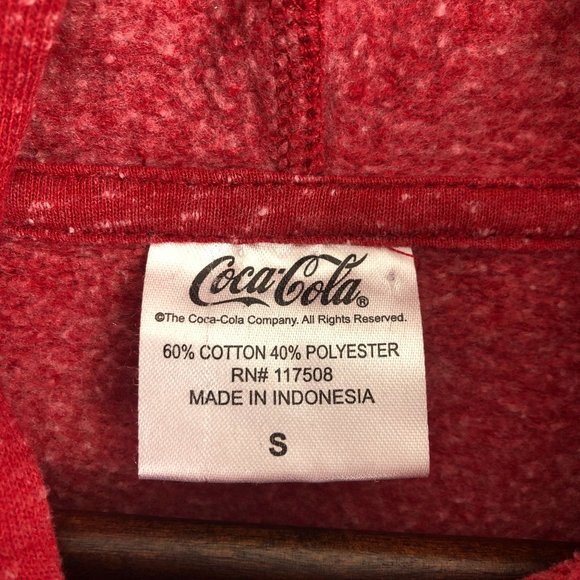 Coca-Cola®
©The Coca-Cola Company. All Rights Reserved.
60% COTTON 40% POLYESTER
RN# 117508
MADE IN INDONESIA
S